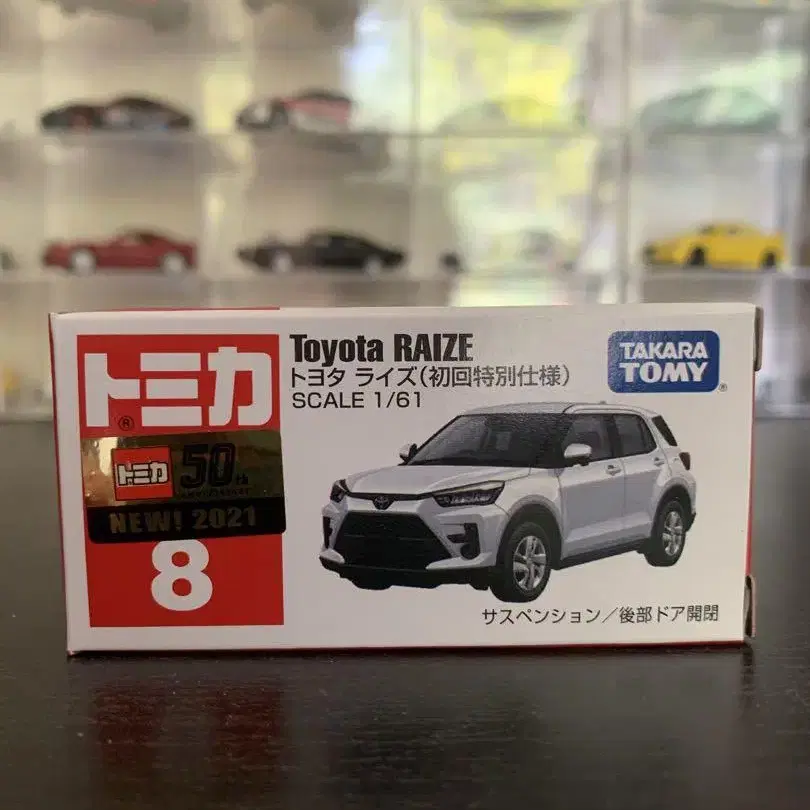 Toyota RAIZE
トヨタ ライズ(初回特別仕様)
SCALE 1/61
TAKARA
TOMY
トミカ
®
トミカ
50th
ANNIVERSARY
NEW! 2021
8
サスペンション/後部ドア開閉